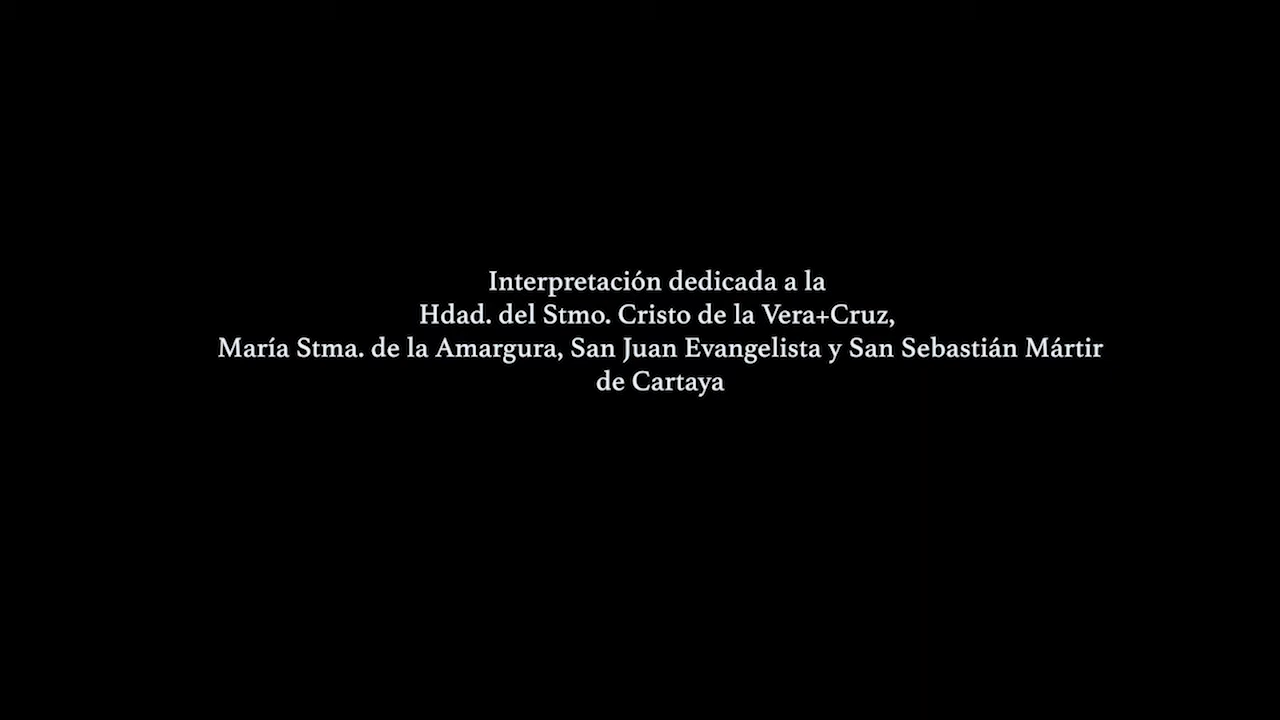 Interpretación dedicada a la
Hdad. del Stmo. Cristo de la Vera+Cruz,
María Stma. de la Amargura, San Juan Evangelista y San Sebastián Mártir
de Cartaya